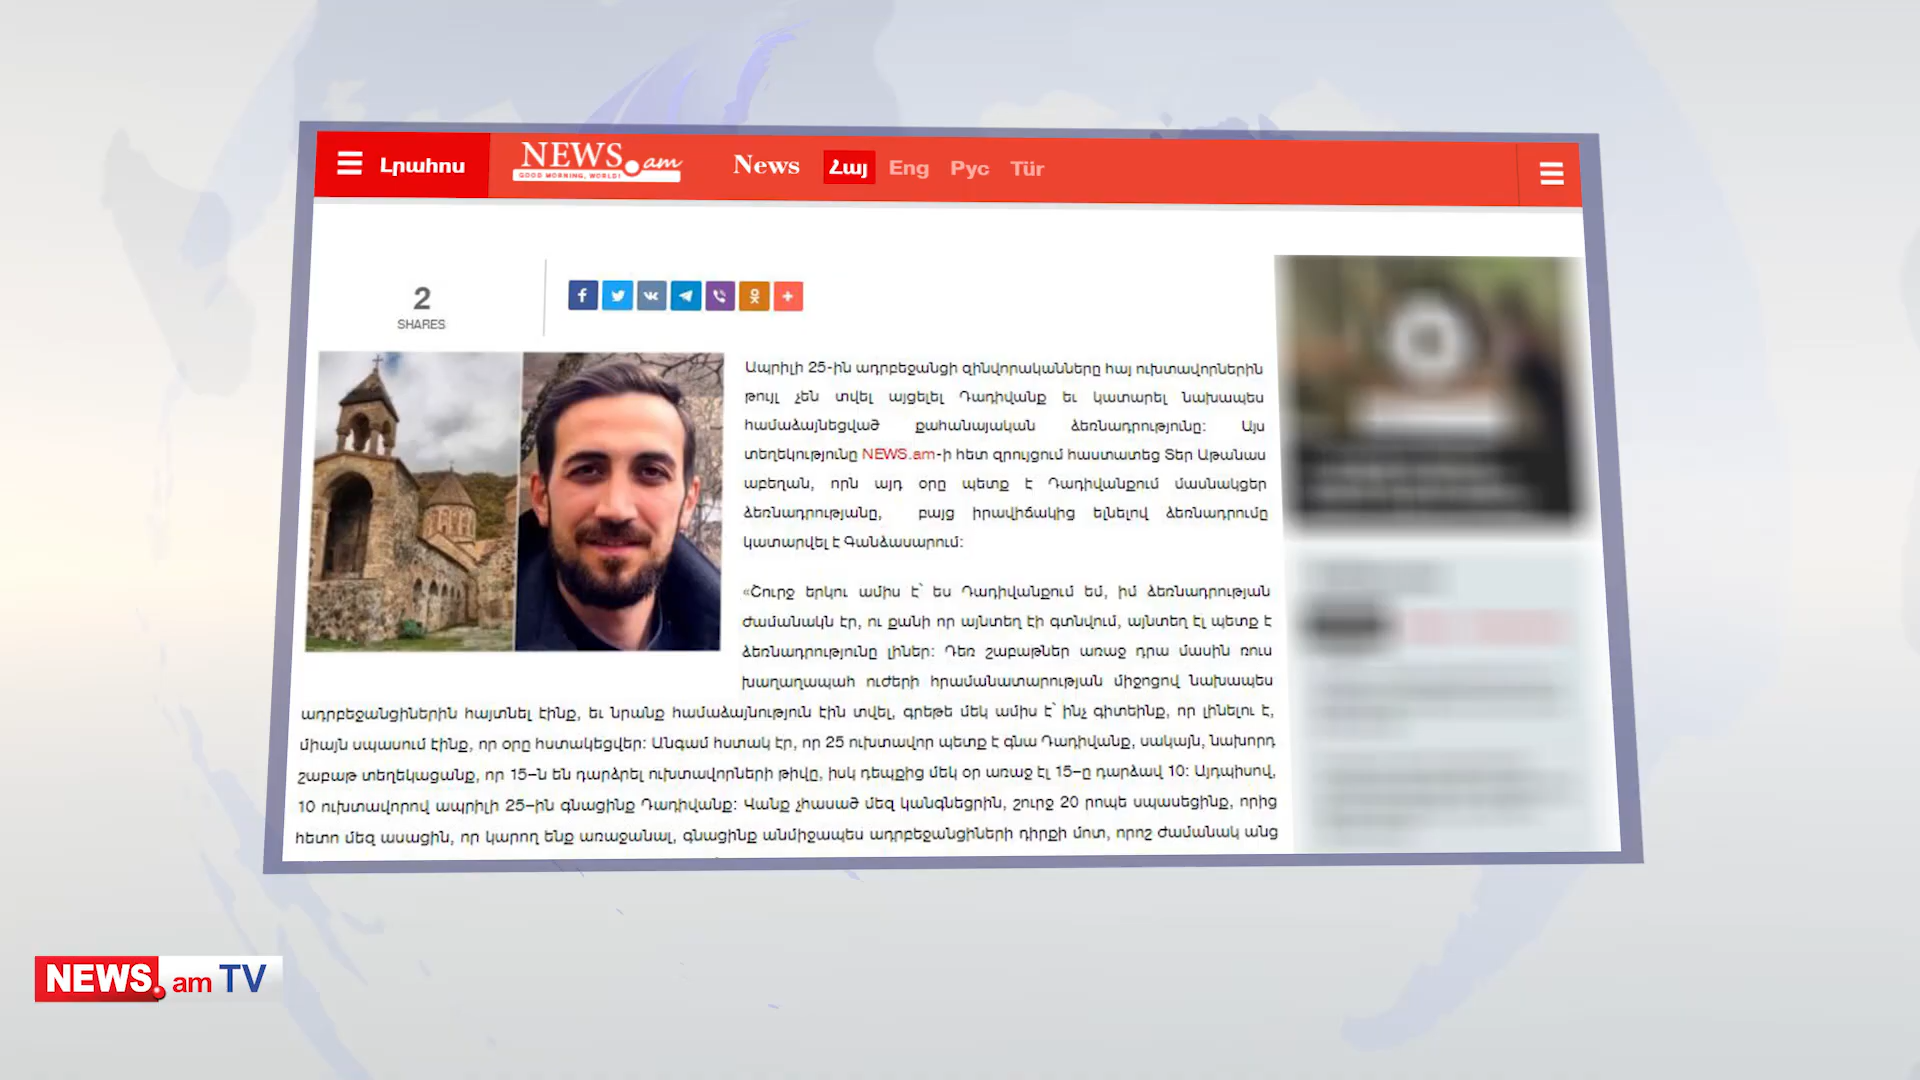 Լրահոս
NEWS.am
GOOD MORNING, WORLD!
News Հայ Eng Рус Tür
2
SHARES
Ապրիլի 25-ին ադրբեջանցի զինվորականները հայ ուխտավորներին
թույլ չեն տվել այցելել Դադիվանք եւ կատարել նախապես
համաձայնեցված քահանայական ձեռնադրությունը։ Այս
տեղեկությունը NEWS.am-ի հետ զրույցում հաստատեց Տեր Աթանաս
աբեղան, որն այդ օրը պետք է Դադիվանքում մասնակցեր
ձեռնադրությանը, բայց իրավիճակից ելնելով ձեռնադրումը
կատարվել է Գանձասարում։
«Շուրջ երկու ամիս է՝ ես Դադիվանքում եմ, իմ ձեռնադրության
ժամանակն էր, ու քանի որ այնտեղ էի գտնվում, այնտեղ էլ պետք է
ձեռնադրությունը լիներ։ Դեռ շաբաթներ առաջ դրա մասին ռուս
խաղաղապահ ուժերի հրամանատարության միջոցով նախապես
ադրբեջանցիներին հայտնել էինք, եւ նրանք համաձայնություն էին տվել, գրեթե մեկ ամիս է՝ ինչ գիտեինք, որ լինելու է,
միայն սպասում էինք, որ օրը հստակեցվեր։ Անգամ հստակ էր, որ 25 ուխտավոր պետք է գնա Դադիվանք, սակայն, նախորդ
շաբաթ տեղեկացանք, որ 15–ն են դարձրել ուխտավորների թիվը, իսկ դեպքից մեկ օր առաջ էլ 15–ը դարձավ 10։ Այդպիսով,
10 ուխտավորով ապրիլի 25–ին գնացինք Դադիվանք։ Վանք չհասած մեզ կանգնեցրին, շուրջ 20 րոպե սպասեցինք, որից
հետո մեզ ասացին, որ կարող ենք առաջանալ, գնացինք անմիջապես ադրբեջանցիների դիրքի մոտ, որոշ ժամանակ անց
NEWS.am TV